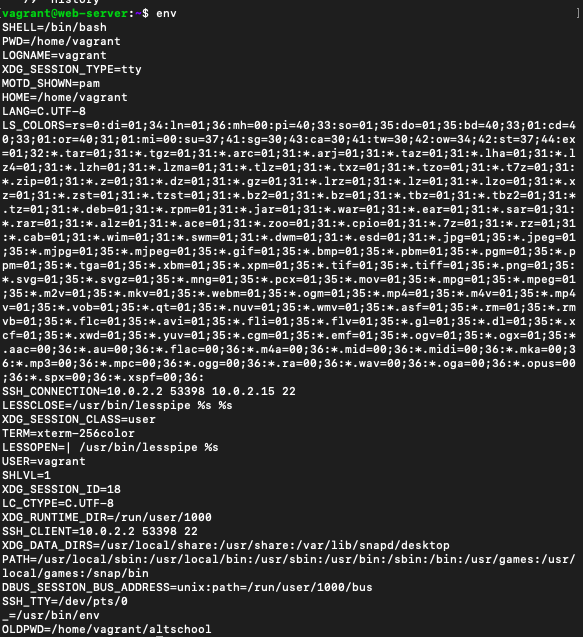 77  history
[vagrant@web-server:~$ env ]
SHELL=/bin/bash
PWD=/home/vagrant
LOGNAME=vagrant
XDG_SESSION_TYPE=tty
MOTD_SHOWN=pam
HOME=/home/vagrant
LANG=C.UTF-8
LS_COLORS=rs=0:di=01;34:ln=01;36:mh=00:pi=40;33:so=01;35:do=01;35:bd=40;33;01:cd=4
0;33;01:or=40;31;01:mi=00:su=37;41:sg=30;43:ca=30;41:tw=30;42:ow=34;42:st=37;44:ex
=01;32:*.tar=01;31:*.tgz=01;31:*.arc=01;31:*.arj=01;31:*.taz=01;31:*.lha=01;31:*.l
z4=01;31:*.lzh=01;31:*.lzma=01;31:*.tlz=01;31:*.txz=01;31:*.tzo=01;31:*.t7z=01;31:
*.zip=01;31:*.z=01;31:*.dz=01;31:*.gz=01;31:*.lrz=01;31:*.lz=01;31:*.lzo=01;31:*.x
z=01;31:*.zst=01;31:*.tzst=01;31:*.bz2=01;31:*.bz=01;31:*.tbz=01;31:*.tbz2=01;31:*
.tz=01;31:*.deb=01;31:*.rpm=01;31:*.jar=01;31:*.war=01;31:*.ear=01;31:*.sar=01;31:
*.rar=01;31:*.alz=01;31:*.ace=01;31:*.zoo=01;31:*.cpio=01;31:*.7z=01;31:*.rz=01;31
:*.cab=01;31:*.wim=01;31:*.swm=01;31:*.dwm=01;31:*.esd=01;31:*.jpg=01;35:*.jpeg=01
;35:*.mjpg=01;35:*.mjpeg=01;35:*.gif=01;35:*.bmp=01;35:*.pbm=01;35:*.pgm=01;35:*.p
pm=01;35:*.tga=01;35:*.xbm=01;35:*.xpm=01;35:*.tif=01;35:*.tiff=01;35:*.png=01;35:
*.svg=01;35:*.svgz=01;35:*.mng=01;35:*.pcx=01;35:*.mov=01;35:*.mpg=01;35:*.mpeg=01
;35:*.m2v=01;35:*.mkv=01;35:*.webm=01;35:*.ogm=01;35:*.mp4=01;35:*.m4v=01;35:*.mp4
v=01;35:*.vob=01;35:*.qt=01;35:*.nuv=01;35:*.wmv=01;35:*.asf=01;35:*.rm=01;35:*.rm
vb=01;35:*.flc=01;35:*.avi=01;35:*.fli=01;35:*.flv=01;35:*.gl=01;35:*.dl=01;35:*.x
cf=01;35:*.xwd=01;35:*.yuv=01;35:*.cgm=01;35:*.emf=01;35:*.ogv=01;35:*.ogx=01;35:*
.aac=00;36:*.au=00;36:*.flac=00;36:*.m4a=00;36:*.mid=00;36:*.midi=00;36:*.mka=00;3
6:*.mp3=00;36:*.mpc=00;36:*.ogg=00;36:*.ra=00;36:*.wav=00;36:*.oga=00;36:*.opus=00
;36:*.spx=00;36:*.xspf=00;36:
SSH_CONNECTION=10.0.2.2 53398 10.0.2.15 22
LESSCLOSE=/usr/bin/lesspipe %s %s
XDG_SESSION_CLASS=user
TERM=xterm-256color
LESSOPEN=| /usr/bin/lesspipe %s
USER=vagrant
SHLVL=1
XDG_SESSION_ID=18
LC_CTYPE=C.UTF-8
XDG_RUNTIME_DIR=/run/user/1000
SSH_CLIENT=10.0.2.2 53398 22
XDG_DATA_DIRS=/usr/local/share:/usr/share:/var/lib/snapd/desktop
PATH=/usr/local/sbin:/usr/local/bin:/usr/sbin:/usr/bin:/sbin:/bin:/usr/games:/usr/
local/games:/snap/bin
DBUS_SESSION_BUS_ADDRESS=unix:path=/run/user/1000/bus
SSH_TTY=/dev/pts/0
_=/usr/bin/env
OLDPWD=/home/vagrant/altschool